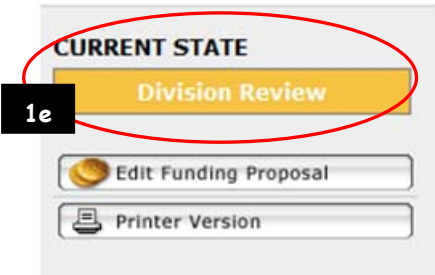 CURRENT STATE
Division Review
1e
Edit Funding Proposal
Printer Version